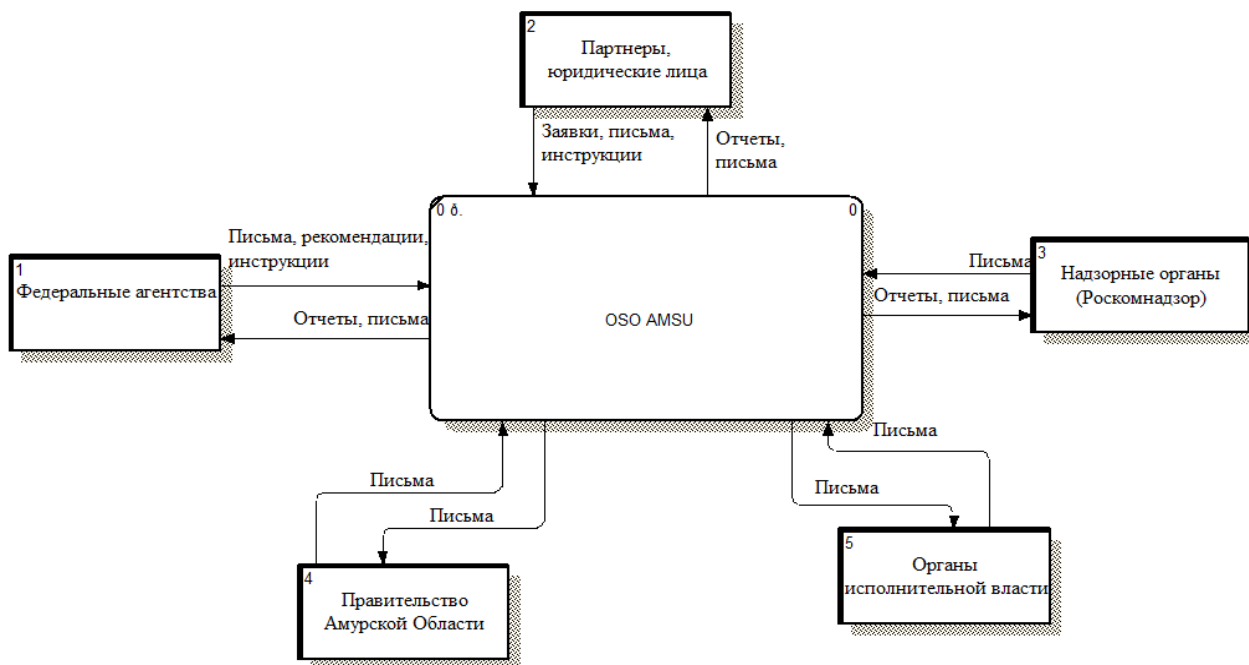 2
Партнеры,
юридические лица
Заявки, письма,
инструкции
Отчеты,
письма
0 ð.
0
Письма, рекомендации,
инструкции
1
Федеральные агентства
Отчеты, письма
OSO AMSU
Письма
3
Надзорные органы
(Роскомнадзор)
Отчеты, письма
Письма
Письма
Письма
Письма
4
Правительство
Амурской Области
5
Органы
исполнительной власти